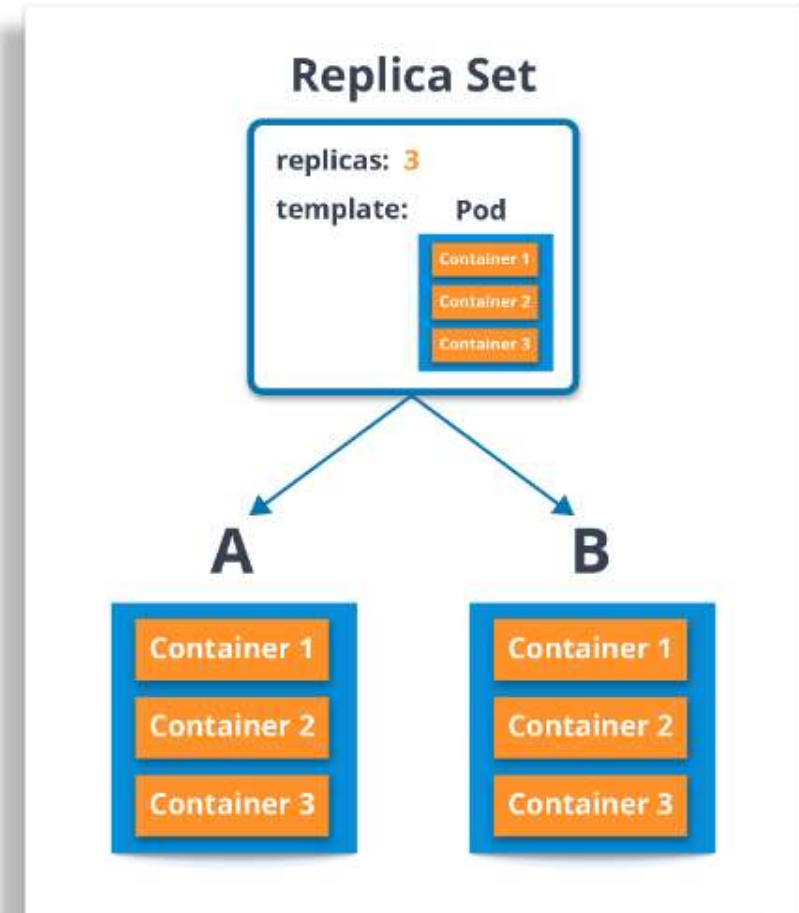 Replica Set
replicas: 3
template: Pod
Container 1
Container 2
Container 3
A
B
Container 1
Container 2
Container 3
Container 1
Container 2
Container 3